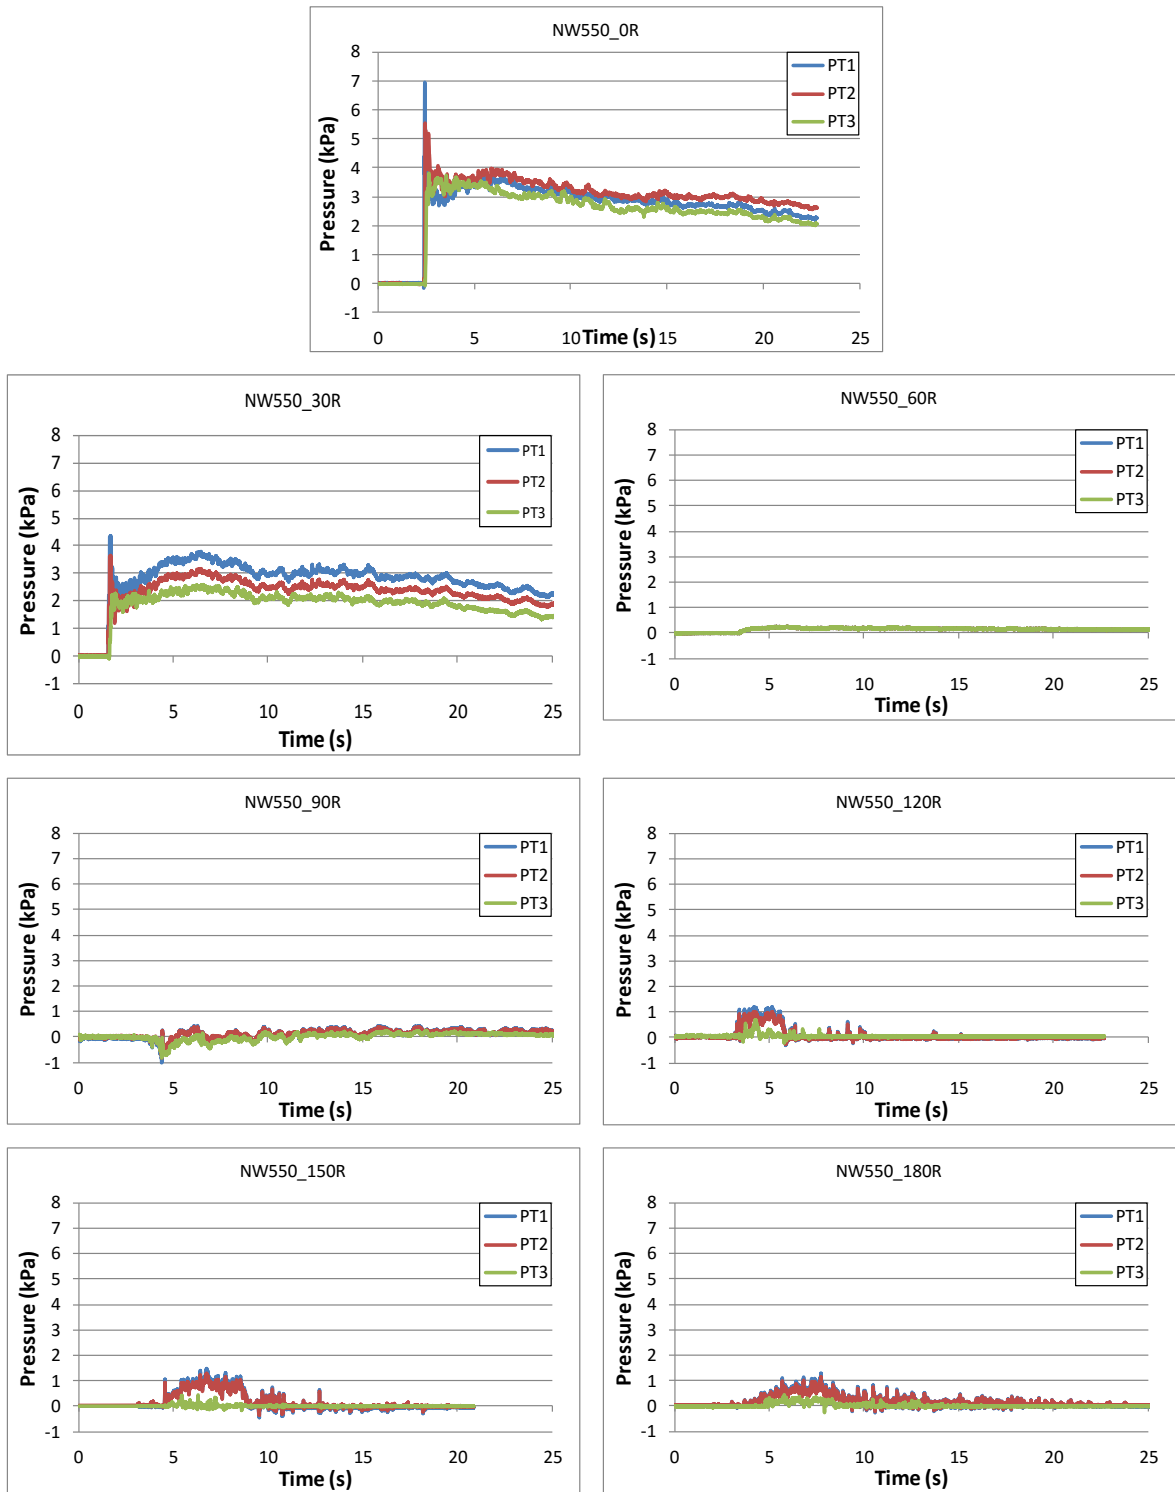 NW550_0R
8
7
6
5
4
3
2
1
0
-1
Pressure (kPa)
PT1
PT2
PT3
0 5 10 15 20 25
Time (s)
NW550_30R
8
7
6
5
4
3
2
1
0
-1
Pressure (kPa)
PT1
PT2
PT3
0 5 10 15 20 25
Time (s)
NW550_60R
8
7
6
5
4
3
2
1
0
-1
Pressure (kPa)
PT1
PT2
PT3
0 5 10 15 20 25
Time (s)
NW550_90R
8
7
6
5
4
3
2
1
0
-1
Pressure (kPa)
PT1
PT2
PT3
0 5 10 15 20 25
Time (s)
NW550_120R
8
7
6
5
4
3
2
1
0
-1
Pressure (kPa)
PT1
PT2
PT3
0 5 10 15 20 25
Time (s)
NW550_150R
8
7
6
5
4
3
2
1
0
-1
Pressure (kPa)
PT1
PT2
PT3
0 5 10 15 20 25
Time (s)
NW550_180R
8
7
6
5
4
3
2
1
0
-1
Pressure (kPa)
PT1
PT2
PT3
0 5 10 15 20 25
Time (s)